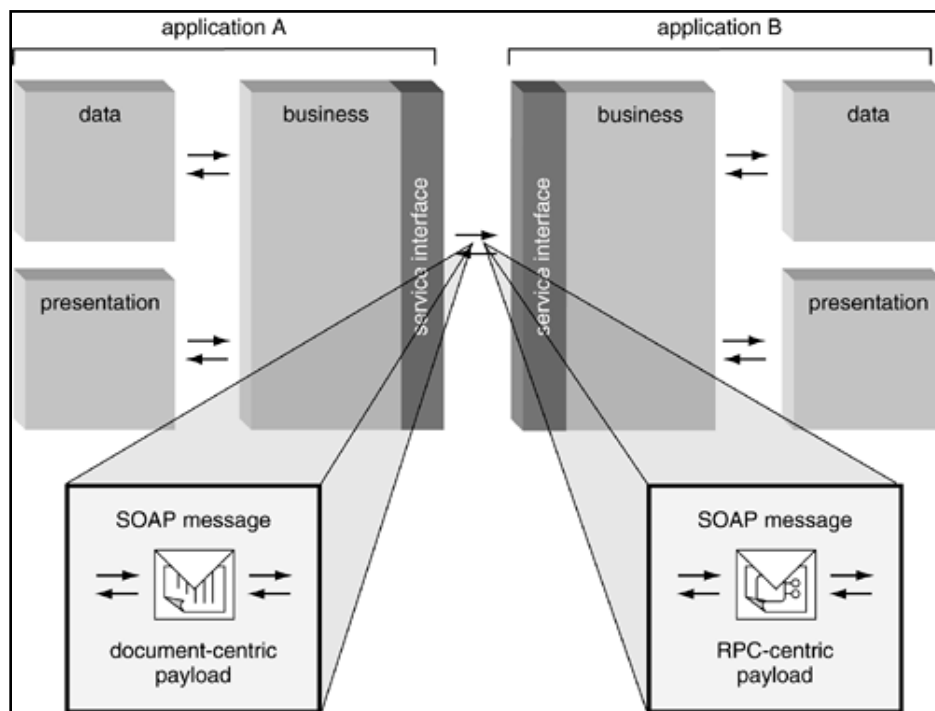 application A
application B
data
business
service interface
service interface
business
data
presentation
presentation
SOAP message
document-centric
payload
SOAP message
RPC-centric
payload